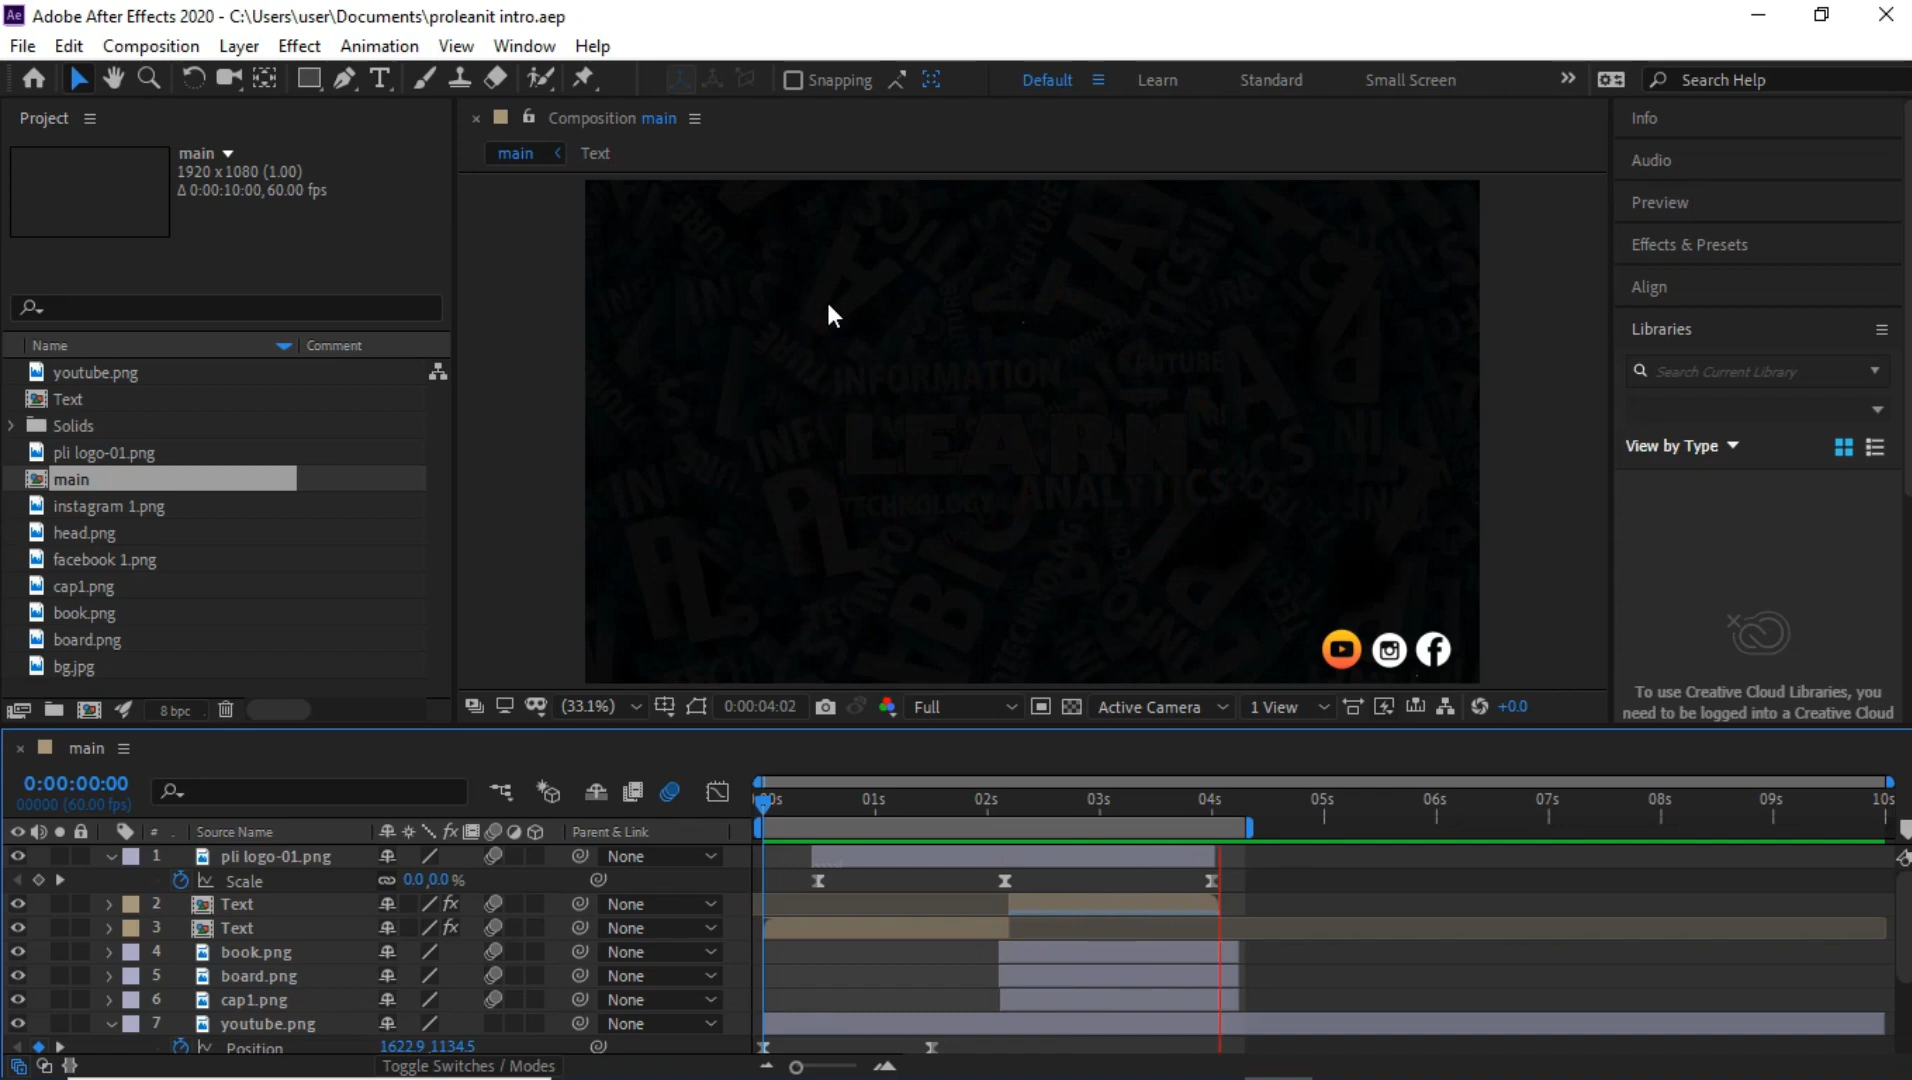 Ae Adobe After Effects 2020 - C:\Users\user\Documents\proleanit intro.aep
File Edit Composition Layer Effect Animation View Window Help
Snapping Default Learn Standard Small Screen Search Help
Project
main
1920 x 1080 (1.00)
Δ 0:00:10:00, 60.00 fps
Name Comment
youtube.png
Text
Solids
pli logo-01.png
main
instagram 1.png
head.png
facebook 1.png
cap1.png
book.png
board.png
bg.jpg
8 bpc
Composition main
main Text
INFORMATION FUTURE
LEARN
TECHNOLOGY ANALYTICS
(33.1%) 0:00:04:02 Full Active Camera 1 View +0.0
Info
Audio
Preview
Effects & Presets
Align
Libraries
Search Current Library
View by Type
To use Creative Cloud Libraries, you
need to be logged into a Creative Cloud
main
0:00:00:00
00000 (60.00 fps)
01s 02s 03s 04s 05s 06s 07s 08s 09s 10s
# Source Name fx Parent & Link
1 pli logo-01.png None
Scale 0.0,0.0 %
2 Text fx None
3 Text fx None
4 book.png None
5 board.png None
6 cap1.png None
7 youtube.png None
Position 1622.9,1134.5
Toggle Switches / Modes